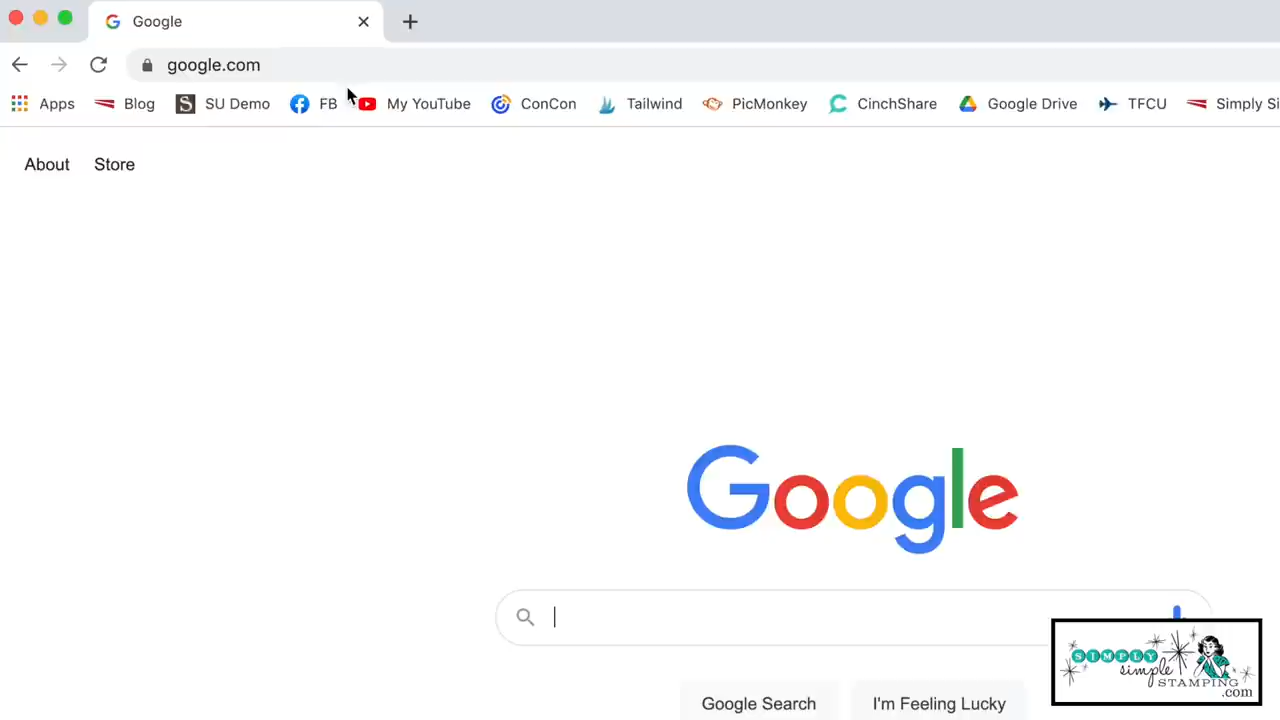 Google
google.com
Apps Blog SU Demo FB My YouTube ConCon Tailwind PicMonkey CinchShare Google Drive TFCU Simply Si
About Store
Google
SIMPLY
simple
STAMPING
.com
Google Search I'm Feeling Lucky